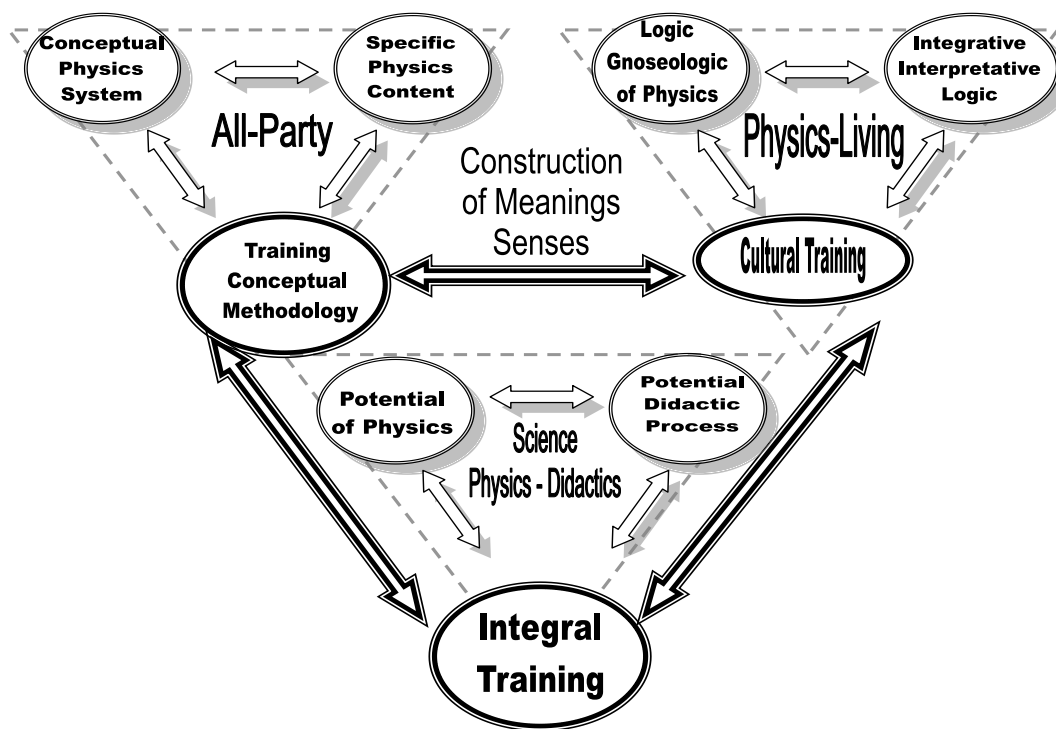 Conceptual
Physics
System
Specific
Physics
Content
All-Party
Training
Conceptual
Methodology
Construction
of Meanings
Senses
Logic
Gnoseologic
of Physics
Integrative
Interpretative
Logic
Physics-Living
Cultural Training
Potential
of Physics
Potential
Didactic
Process
Science
Physics - Didactics
Integral
Training